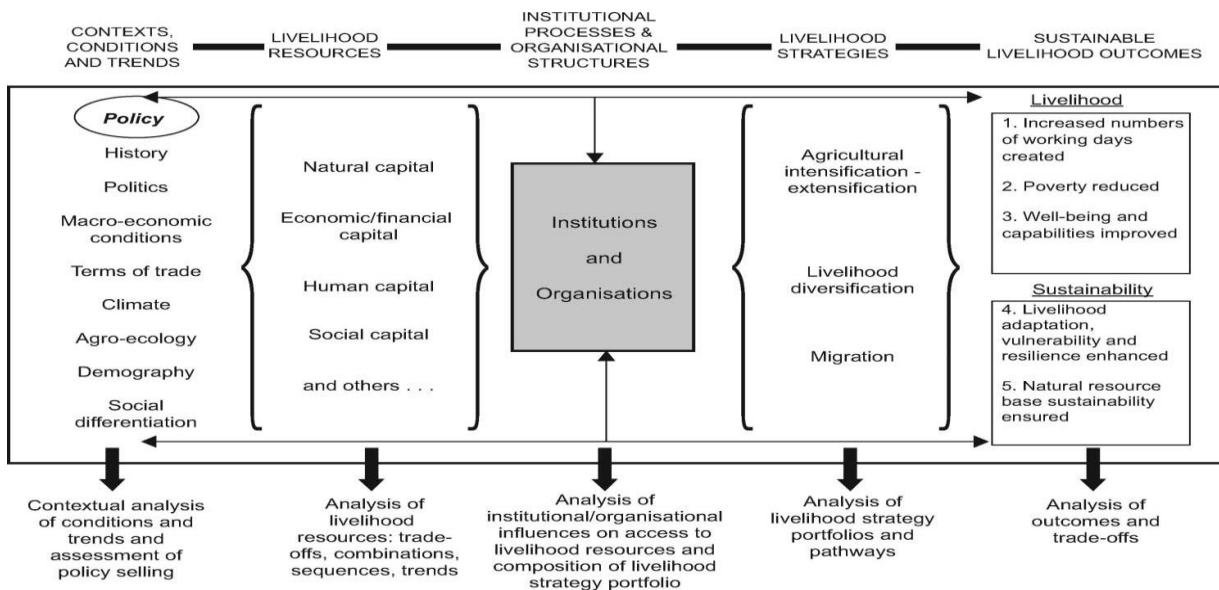 CONTEXTS,
CONDITIONS
AND TRENDS
LIVELIHOOD
RESOURCES
INSTITUTIONAL
PROCESSES &
ORGANISATIONAL
STRUCTURES
LIVELIHOOD
STRATEGIES
SUSTAINABLE
LIVELIHOOD OUTCOMES
Policy
History
Politics
Macro-economic
conditions
Terms of trade
Climate
Agro-ecology
Demography
Social
differentiation
Natural capital
Economic/financial
capital
Human capital
Social capital
and others . . .
Institutions
and
Organisations
Agricultural
intensification -
extensification
Livelihood
diversification
Migration
Livelihood
1. Increased numbers
of working days
created
2. Poverty reduced
3. Well-being and
capabilities improved
Sustainability
4. Livelihood
adaptation,
vulnerability and
resilience enhanced
5. Natural resource
base sustainability
ensured
Contextual analysis
of conditions and
trends and
assessment of
policy selling
Analysis of
livelihood
resources: trade-
offs, combinations,
sequences, trends
Analysis of
institutional/organisational
influences on access to
livelihood resources and
composition of livelihood
strategy portfolio
Analysis of
livelihood strategy
portfolios and
pathways
Analysis of
outcomes and
trade-offs